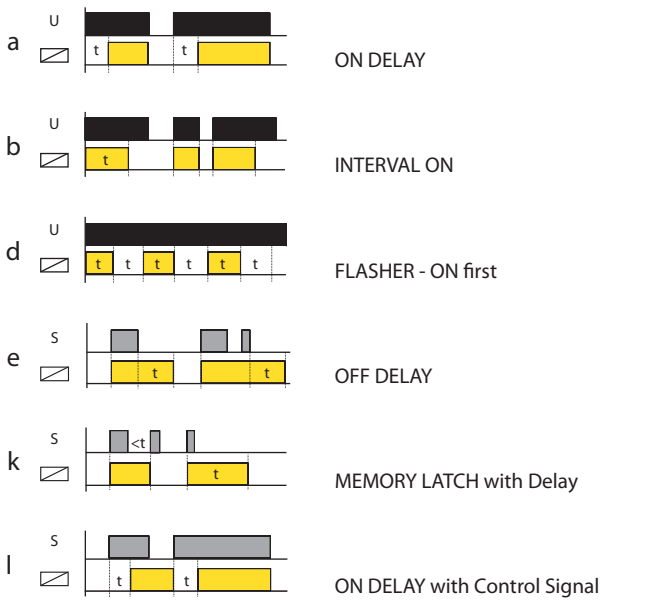 U
a t t ON DELAY
U
b t INTERVAL ON
U
d t t t t t t FLASHER - ON first
S
e t t OFF DELAY
S
<t
k t MEMORY LATCH with Delay
S
l t t ON DELAY with Control Signal